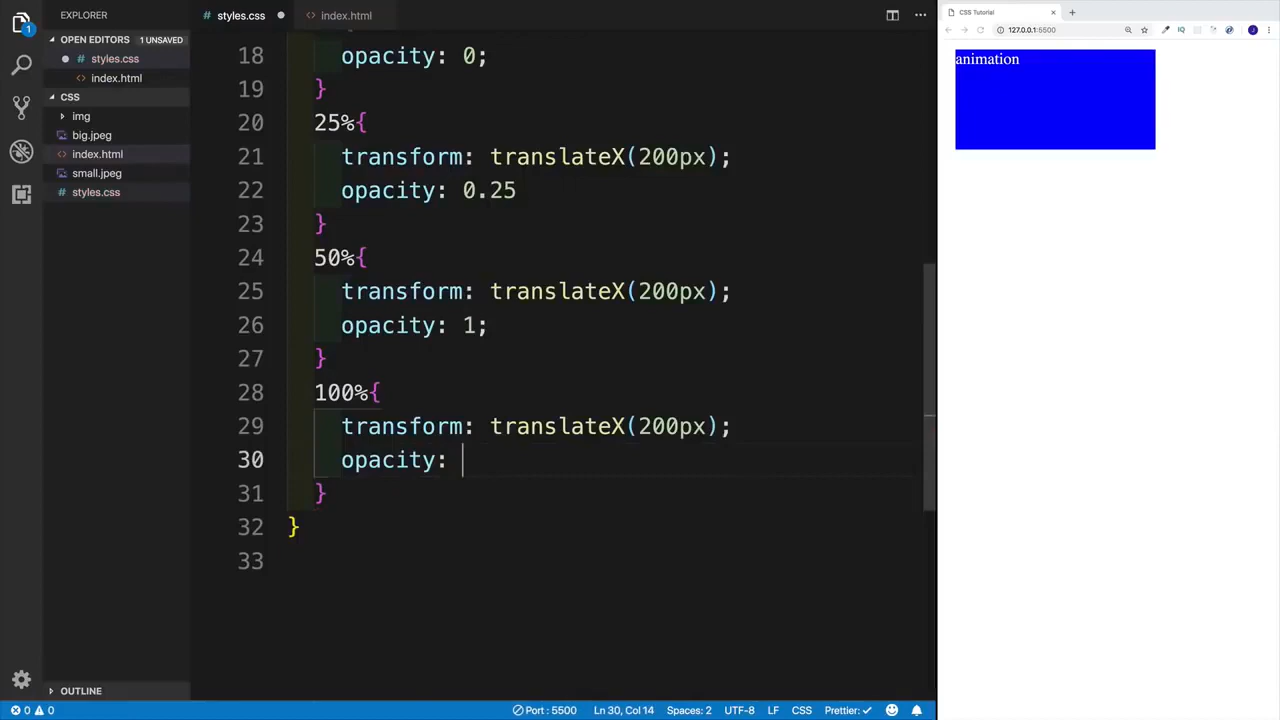 EXPLORER
OPEN EDITORS 1 UNSAVED
# styles.css
<> index.html
CSS
img
big.jpeg
<> index.html
small.jpeg
# styles.css
OUTLINE
# styles.css
<> index.html
18 opacity: 0;
19 }
20 25%{
21 transform: translateX(200px);
22 opacity: 0.25
23 }
24 50%{
25 transform: translateX(200px);
26 opacity: 1;
27 }
28 100%{
29 transform: translateX(200px);
30 opacity:
31 }
32 }
33
CSS Tutorial
127.0.0.1:5500
animation
0 0 Port : 5500 Ln 30, Col 14 Spaces: 2 UTF-8 LF CSS Prettier: ✓